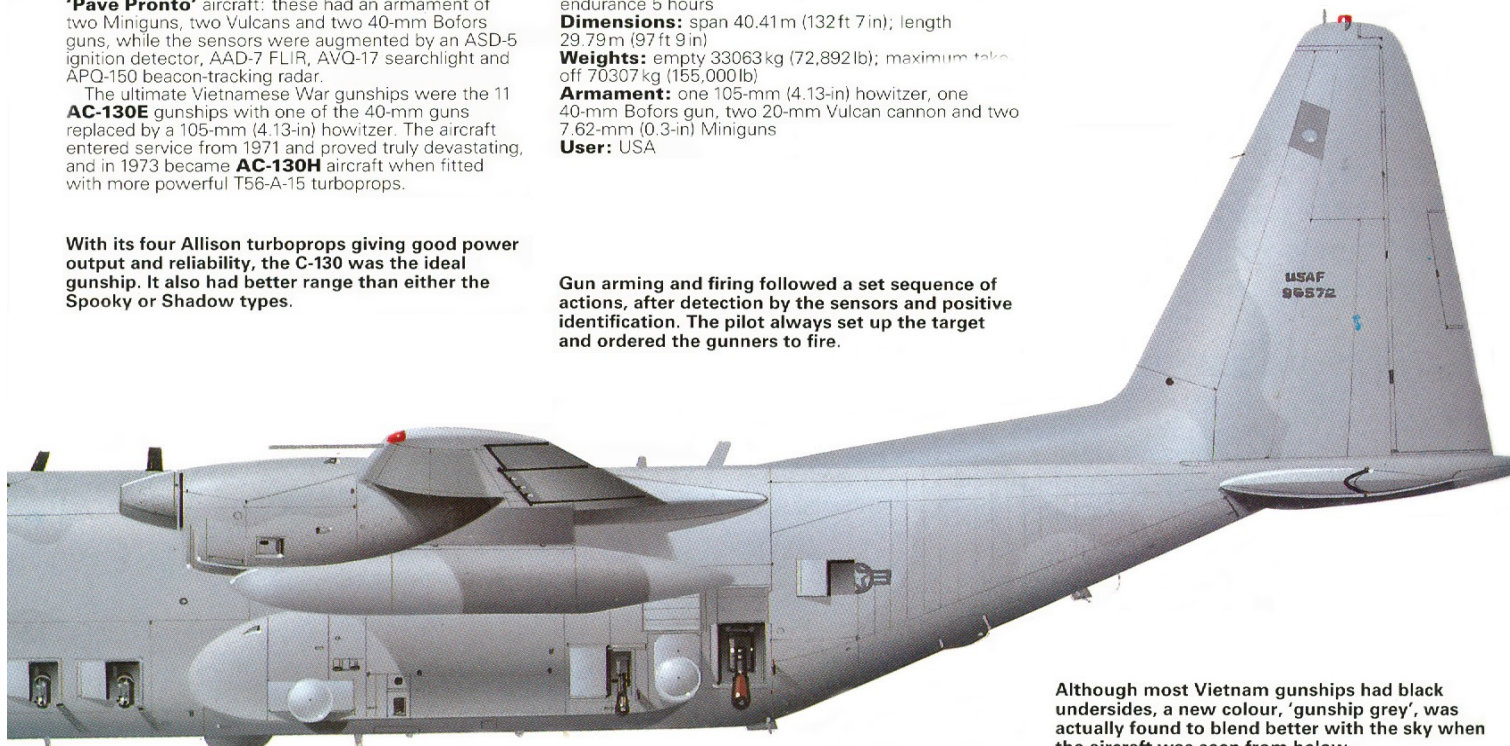 'Pave Pronto' aircraft: these had an armament of
two Miniguns, two Vulcans and two 40-mm Bofors
guns, while the sensors were augmented by an ASD-5
ignition detector, AAD-7 FLIR, AVQ-17 searchlight and
APQ-150 beacon-tracking radar.
The ultimate Vietnamese War gunships were the 11
AC-130E gunships with one of the 40-mm guns
replaced by a 105-mm (4.13-in) howitzer. The aircraft
entered service from 1971 and proved truly devastating,
and in 1973 became AC-130H aircraft when fitted
with more powerful T56-A-15 turboprops.
With its four Allison turboprops giving good power
output and reliability, the C-130 was the ideal
gunship. It also had better range than either the
Spooky or Shadow types.
endurance 5 hours
Dimensions: span 40.41 m (132 ft 7 in); length
29.79 m (97 ft 9 in)
Weights: empty 33063 kg (72,892 lb); maximum take-
off 70307 kg (155,000 lb)
Armament: one 105-mm (4.13-in) howitzer, one
40-mm Bofors gun, two 20-mm Vulcan cannon and two
7.62-mm (0.3-in) Miniguns
User: USA
Gun arming and firing followed a set sequence of
actions, after detection by the sensors and positive
identification. The pilot always set up the target
and ordered the gunners to fire.
USAF
96572
Although most Vietnam gunships had black
undersides, a new colour, 'gunship grey', was
actually found to blend better with the sky when
the aircraft was seen from below.